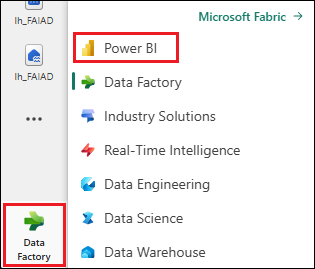 lh_FAIAD
lh_FAIAD
...
Data
Factory
Microsoft Fabric →
Power BI
Data Factory
Industry Solutions
Real-Time Intelligence
Data Engineering
Data Science
Data Warehouse